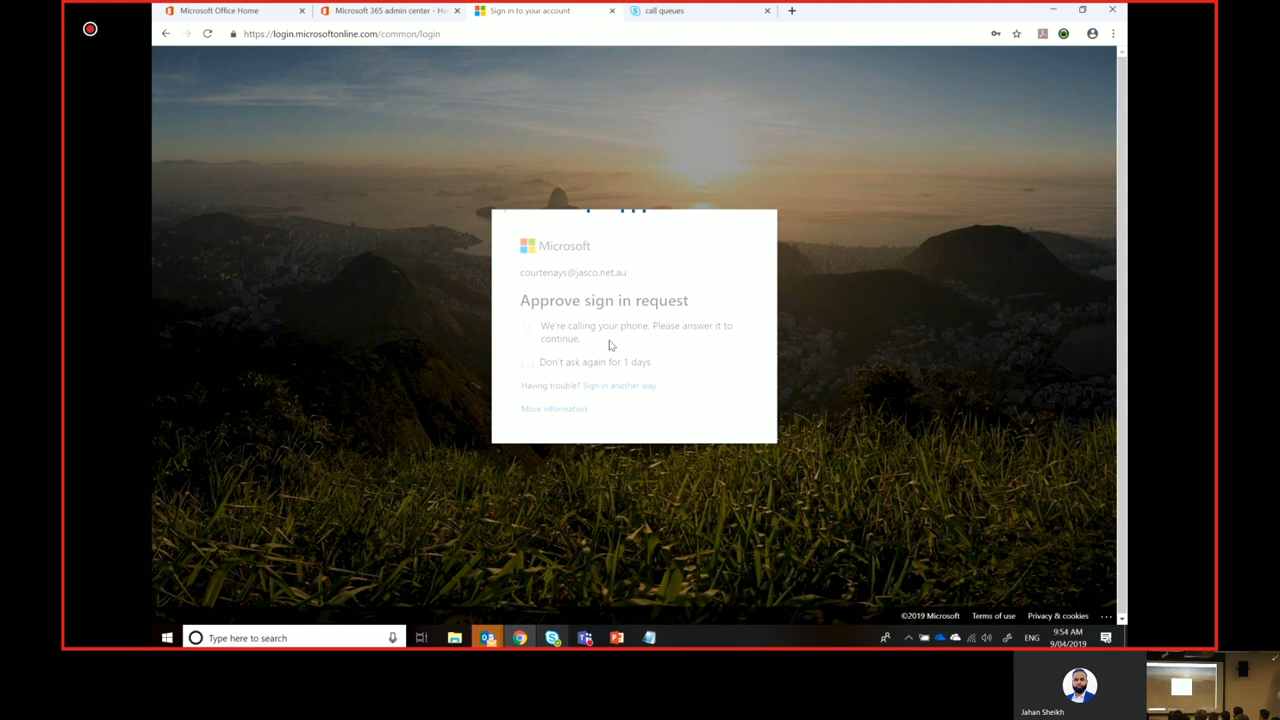 Microsoft Office Home
Microsoft 365 admin center - Ho
Sign in to your account
call queues
https://login.microsoftonline.com/common/login
Microsoft
courtenays@jasco.net.au
Approve sign in request
We're calling your phone. Please answer it to
continue.
Don't ask again for 1 days
Having trouble? Sign in another way
More information
©2019 Microsoft
Terms of use
Privacy & cookies
Type here to search
ENG
9:54 AM
9/04/2019
Jahan Sheikh